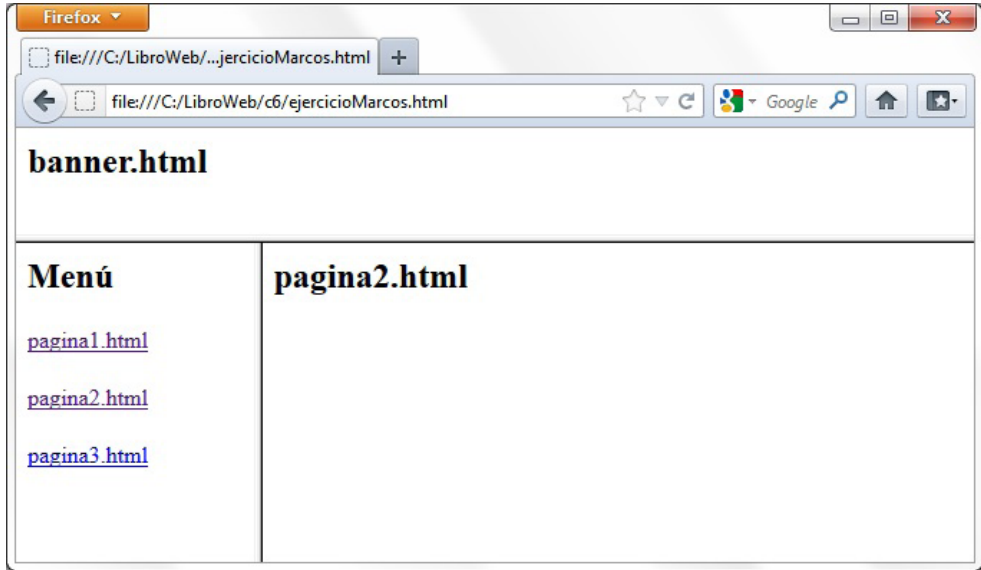 Firefox
file:///C:/LibroWeb/...jercicioMarcos.html
file:///C:/LibroWeb/c6/ejercicioMarcos.html
Google
banner.html
Menú
pagina2.html
pagina1.html
pagina2.html
pagina3.html